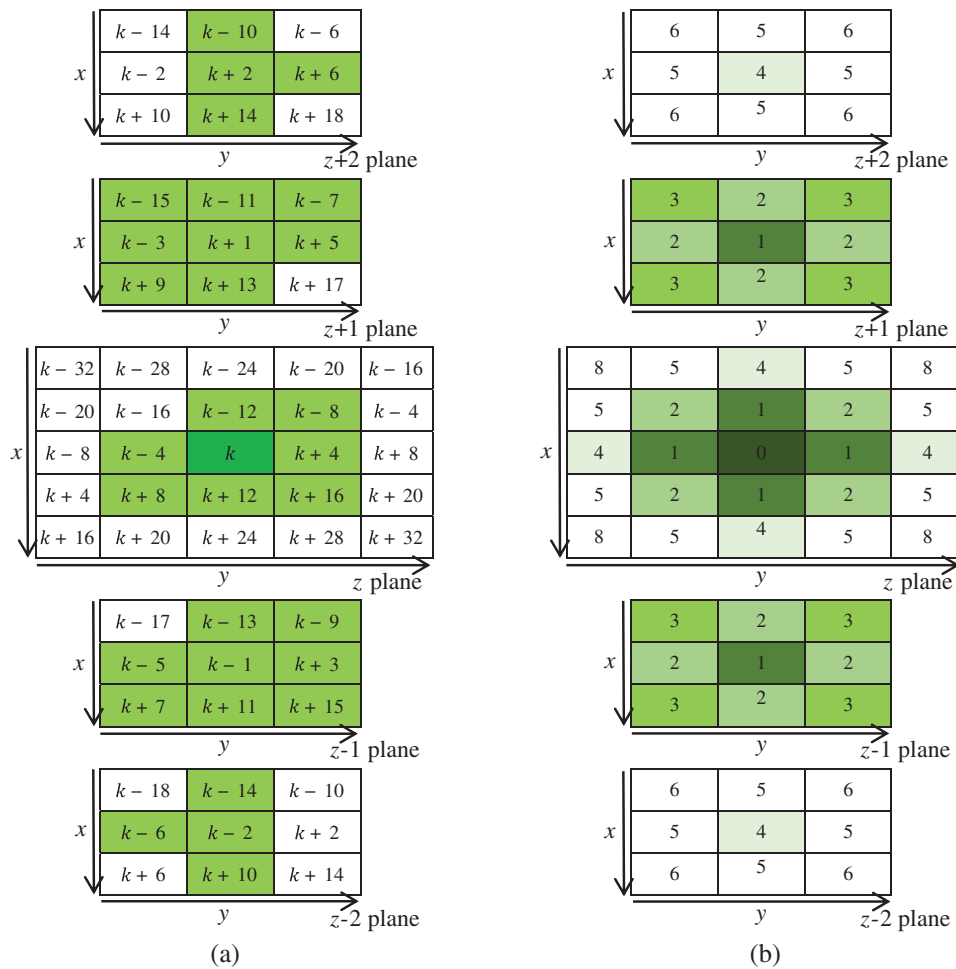 k − 14 k − 10 k − 6
x k − 2 k + 2 k + 6
k + 10 k + 14 k + 18
y z+2 plane
k − 15 k − 11 k − 7
x k − 3 k + 1 k + 5
k + 9 k + 13 k + 17
y z+1 plane
k − 32 k − 28 k − 24 k − 20 k − 16
k − 20 k − 16 k − 12 k − 8 k − 4
x k − 8 k − 4 k k + 4 k + 8
k + 4 k + 8 k + 12 k + 16 k + 20
k + 16 k + 20 k + 24 k + 28 k + 32
y z plane
k − 17 k − 13 k − 9
x k − 5 k − 1 k + 3
k + 7 k + 11 k + 15
y z-1 plane
k − 18 k − 14 k − 10
x k − 6 k − 2 k + 2
k + 6 k + 10 k + 14
y z-2 plane
(a)
6 5 6
x 5 4 5
6 5 6
y z+2 plane
3 2 3
x 2 1 2
3 2 3
y z+1 plane
8 5 4 5 8
5 2 1 2 5
x 4 1 0 1 4
5 2 1 2 5
8 5 4 5 8
y z plane
3 2 3
x 2 1 2
3 2 3
y z-1 plane
6 5 6
x 5 4 5
6 5 6
y z-2 plane
(b)